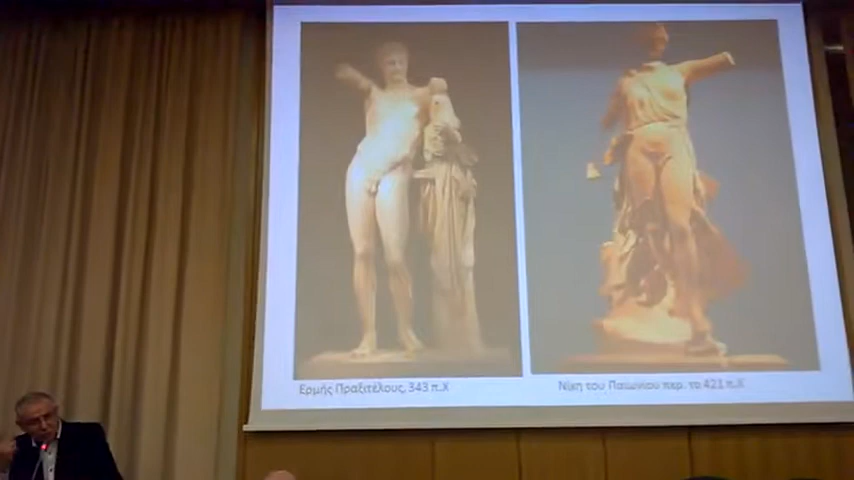 Ερμής Πραξιτέλους, 343 π.Χ
Νίκη του Παιωνίου περ. το 421 π.Χ